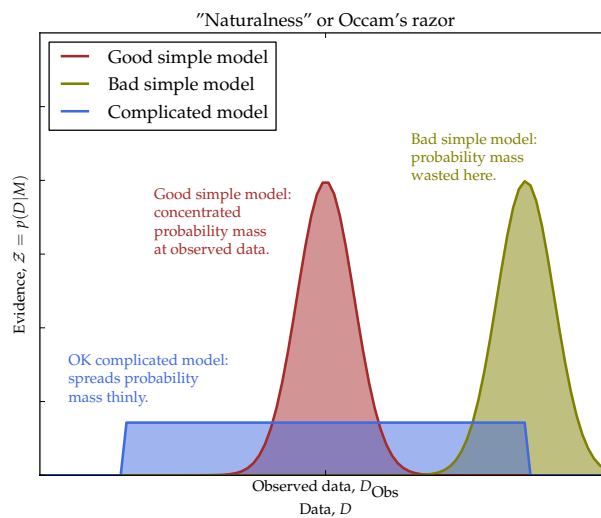 ”Naturalness” or Occam’s razor
Good simple model
Bad simple model
Complicated model
Bad simple model:
probability mass
wasted here.
Good simple model:
concentrated
probability mass
at observed data.
OK complicated model:
spreads probability
mass thinly.
Evidence, 𝒵 = p(D|M)
Observed data, D_Obs
Data, D